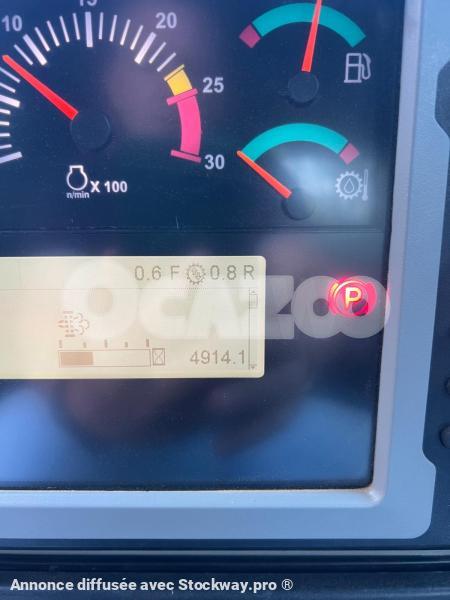 10 15 20
25
30
n/min X 100
0.6 F 0.8 R
P
OCAZOO
4914.1
Annonce diffusée avec Stockway.pro ®